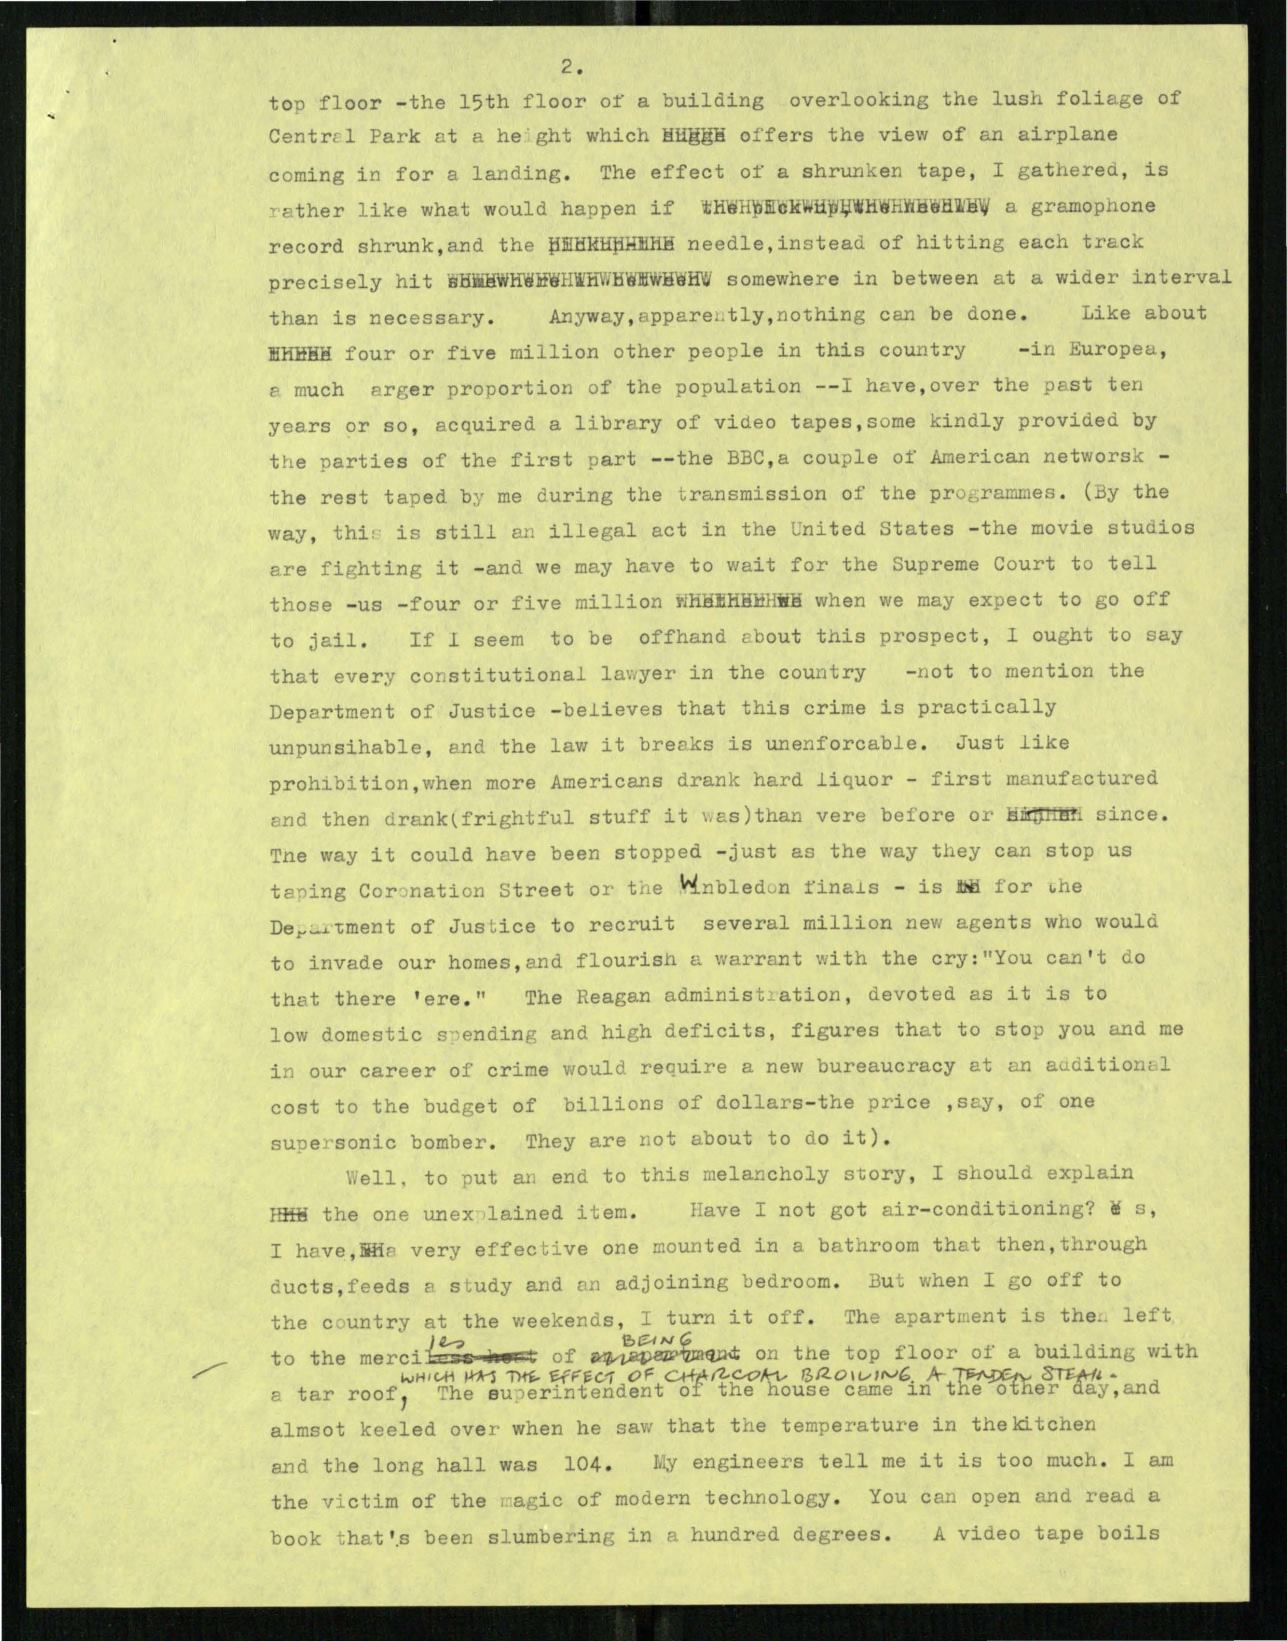 2.
top floor -the 15th floor of a building overlooking the lush foliage of
Central Park at a height which offers the view of an airplane
coming in for a landing. The effect of a shrunken tape, I gathered, is
rather like what would happen if a gramophone
record shrunk,and the needle,instead of hitting each track
precisely hit somewhere in between at a wider interval
than is necessary. Anyway,apparently,nothing can be done. Like about
four or five million other people in this country -in Europea,
a much arger proportion of the population --I have,over the past ten
years or so, acquired a library of video tapes,some kindly provided by
the parties of the first part --the BBC,a couple of American networsk -
the rest taped by me during the transmission of the programmes. (By the
way, this is still an illegal act in the United States -the movie studios
are fighting it -and we may have to wait for the Supreme Court to tell
those -us -four or five million when we may expect to go off
to jail. If I seem to be offhand about this prospect, I ought to say
that every constitutional lawyer in the country -not to mention the
Department of Justice -believes that this crime is practically
unpunsihable, and the law it breaks is unenforcable. Just like
prohibition,when more Americans drank hard liquor - first manufactured
and then drank(frightful stuff it was)than vere before or since.
The way it could have been stopped -just as the way they can stop us
taping Coronation Street or the Winbledon finals - is for the
Department of Justice to recruit several million new agents who would
to invade our homes,and flourish a warrant with the cry:"You can't do
that there 'ere." The Reagan administration, devoted as it is to
low domestic spending and high deficits, figures that to stop you and me
in our career of crime would require a new bureaucracy at an additional
cost to the budget of billions of dollars-the price ,say, of one
supersonic bomber. They are not about to do it).
Well, to put an end to this melancholy story, I should explain
the one unexplained item. Have I not got air-conditioning? Y s,
I have, a very effective one mounted in a bathroom that then,through
ducts,feeds a study and an adjoining bedroom. But when I go off to
the country at the weekends, I turn it off. The apartment is then left
ies BEING
to the merci of on the top floor of a building with
WHICH HAS THE EFFECT OF CHARCOAL BROILING A TENDER STEAK.
a tar roof, The superintendent of the house came in the other day,and
almsot keeled over when he saw that the temperature in the kitchen
and the long hall was 104. My engineers tell me it is too much. I am
the victim of the magic of modern technology. You can open and read a
book that's been slumbering in a hundred degrees. A video tape boils